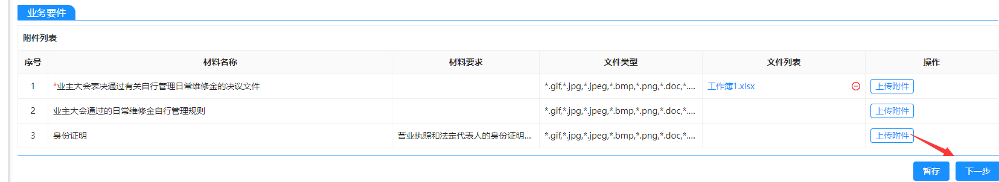 业务要件
附件列表
序号 材料名称 材料要求 文件类型 文件列表 操作
1 *业主大会表决通过有关自行管理日常维修金的决议文件 *.gif,*.jpg,*.jpeg,*.bmp,*.png,*.doc,*.... 工作簿1.xlsx 上传附件
2 业主大会通过的日常维修金自行管理规则 *.gif,*.jpg,*.jpeg,*.bmp,*.png,*.doc,*.... 上传附件
3 身份证明 营业执照和法定代表人的身份证明... *.gif,*.jpg,*.jpeg,*.bmp,*.png,*.doc,*.... 上传附件
暂存 下一步